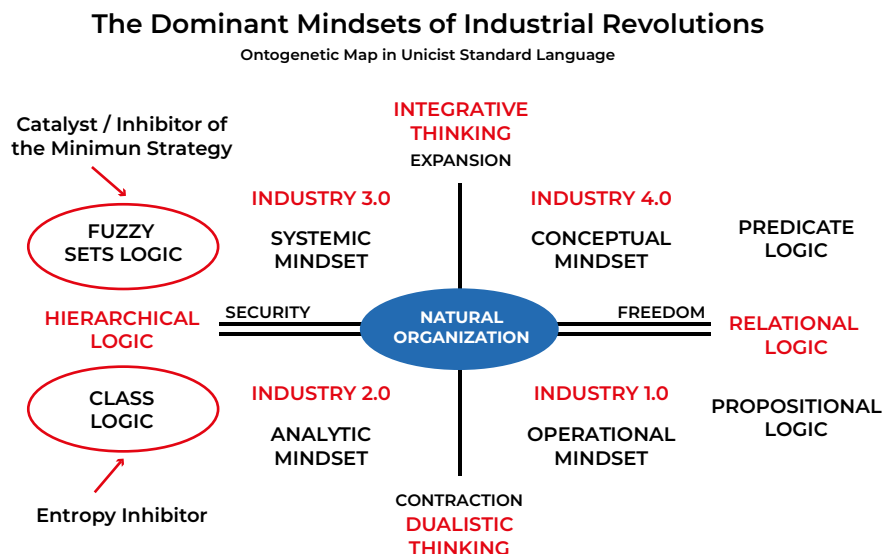 The Dominant Mindsets of Industrial Revolutions
Ontogenetic Map in Unicist Standard Language
Catalyst / Inhibitor of
the Minimun Strategy
INTEGRATIVE
THINKING
EXPANSION
FUZZY
SETS LOGIC
INDUSTRY 3.0
SYSTEMIC
MINDSET
INDUSTRY 4.0
CONCEPTUAL
MINDSET
PREDICATE
LOGIC
HIERARCHICAL
LOGIC
SECURITY
NATURAL
ORGANIZATION
FREEDOM
RELATIONAL
LOGIC
CLASS
LOGIC
INDUSTRY 2.0
ANALYTIC
MINDSET
INDUSTRY 1.0
OPERATIONAL
MINDSET
PROPOSITIONAL
LOGIC
Entropy Inhibitor
CONTRACTION
DUALISTIC
THINKING